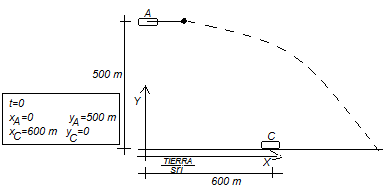 A
500 m
t=0
xA=0 yA=500 m
xC=600 m yC=0
Y
C
X
TIERRA
SRI
600 m